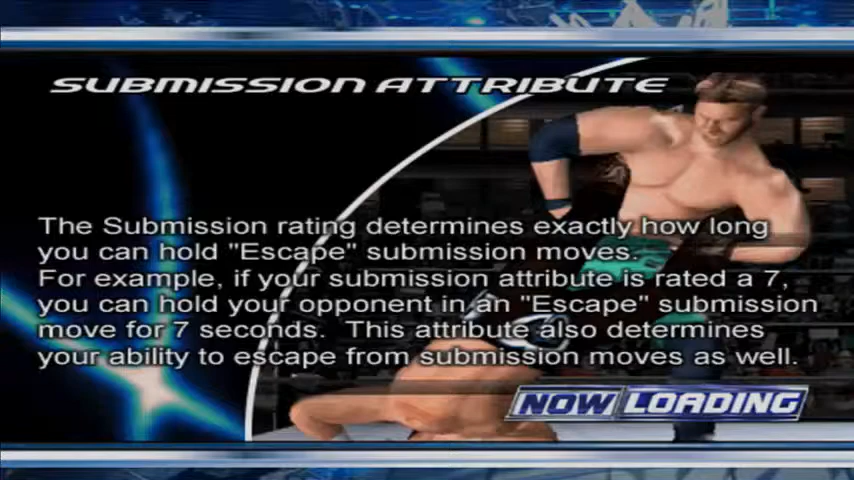 SUBMISSION ATTRIBUTE
The Submission rating determines exactly how long
you can hold "Escape" submission moves.
For example, if your submission attribute is rated a 7,
you can hold your opponent in an "Escape" submission
move for 7 seconds. This attribute also determines
your ability to escape from submission moves as well.
NOW LOADING